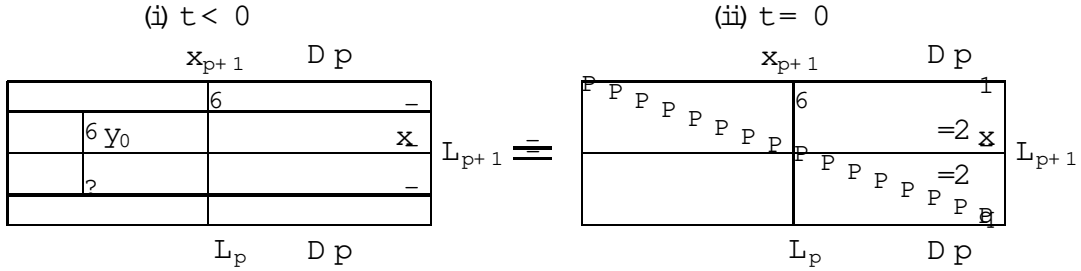 (i) t < 0 (ii) t = 0
x_{p+1} D p x_{p+1} D p
6 − P P P P P P P P P P P P P P P 6 1
6 y_0 x − L_{p+1} = =2 x L_{p+1}
? − =2 q
L_p D p L_p D p